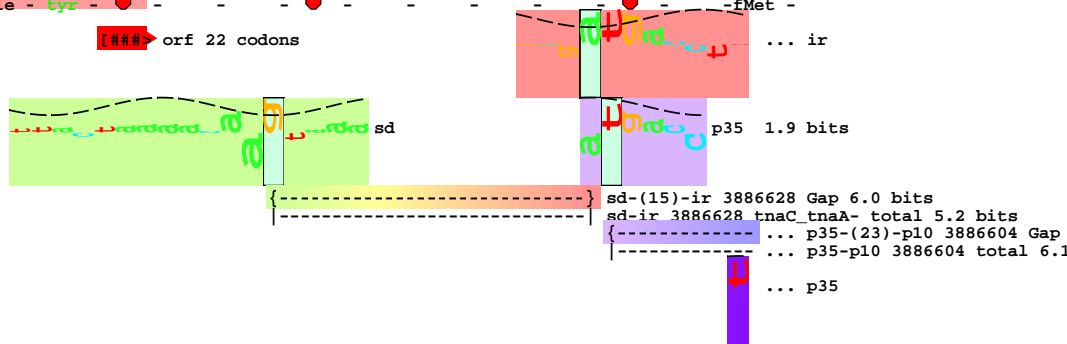 le - tyr - - - - - - - - - -fMet -
[###> orf 22 codons
... ir
sd
p35 1.9 bits
{---------------------------} sd-(15)-ir 3886628 Gap 6.0 bits
|---------------------------| sd-ir 3886628 tnaC_tnaA- total 5.2 bits
{------------ ... p35-(23)-p10 3886604 Gap
|------------ ... p35-p10 3886604 total 6.1
... p35